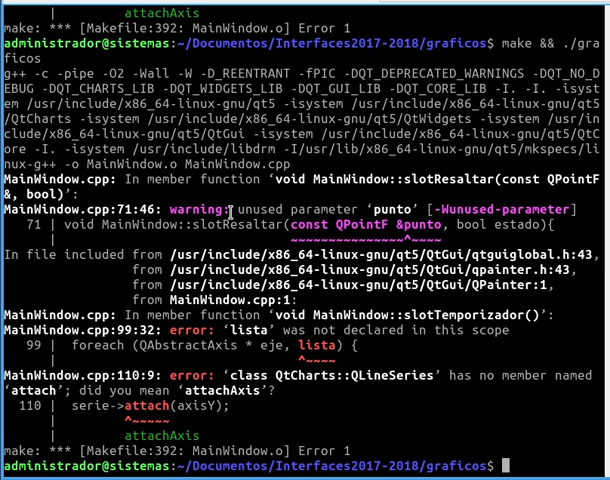 |        attachAxis
make: *** [Makefile:392: MainWindow.o] Error 1
administrador@sistemas:~/Documentos/Interfaces2017-2018/graficos$ make && ./gra
ficos
g++ -c -pipe -O2 -Wall -W -D_REENTRANT -fPIC -DQT_DEPRECATED_WARNINGS -DQT_NO_D
EBUG -DQT_CHARTS_LIB -DQT_WIDGETS_LIB -DQT_GUI_LIB -DQT_CORE_LIB -I. -I. -isyst
em /usr/include/x86_64-linux-gnu/qt5 -isystem /usr/include/x86_64-linux-gnu/qt5
/QtCharts -isystem /usr/include/x86_64-linux-gnu/qt5/QtWidgets -isystem /usr/in
clude/x86_64-linux-gnu/qt5/QtGui -isystem /usr/include/x86_64-linux-gnu/qt5/QtC
ore -I. -isystem /usr/include/libdrm -I/usr/lib/x86_64-linux-gnu/qt5/mkspecs/li
nux-g++ -o MainWindow.o MainWindow.cpp
MainWindow.cpp: In member function ‘void MainWindow::slotResaltar(const QPointF
&, bool)’:
MainWindow.cpp:71:46: warning: unused parameter ‘punto’ [-Wunused-parameter]
   71 | void MainWindow::slotResaltar(const QPointF &punto, bool estado){
      |                               ~~~~~~~~~~~~~~~^~~~~
In file included from /usr/include/x86_64-linux-gnu/qt5/QtGui/qtguiglobal.h:43,
                 from /usr/include/x86_64-linux-gnu/qt5/QtGui/qpainter.h:43,
                 from /usr/include/x86_64-linux-gnu/qt5/QtGui/QPainter:1,
                 from MainWindow.cpp:1:
MainWindow.cpp: In member function ‘void MainWindow::slotTemporizador()’:
MainWindow.cpp:99:32: error: ‘lista’ was not declared in this scope
   99 |  foreach (QAbstractAxis * eje, lista) {
      |                                ^~~~~
MainWindow.cpp:110:9: error: ‘class QtCharts::QLineSeries’ has no member named
‘attach’; did you mean ‘attachAxis’?
  110 |  serie->attach(axisY);
      |         ^~~~~~
      |         attachAxis
make: *** [Makefile:392: MainWindow.o] Error 1
administrador@sistemas:~/Documentos/Interfaces2017-2018/graficos$